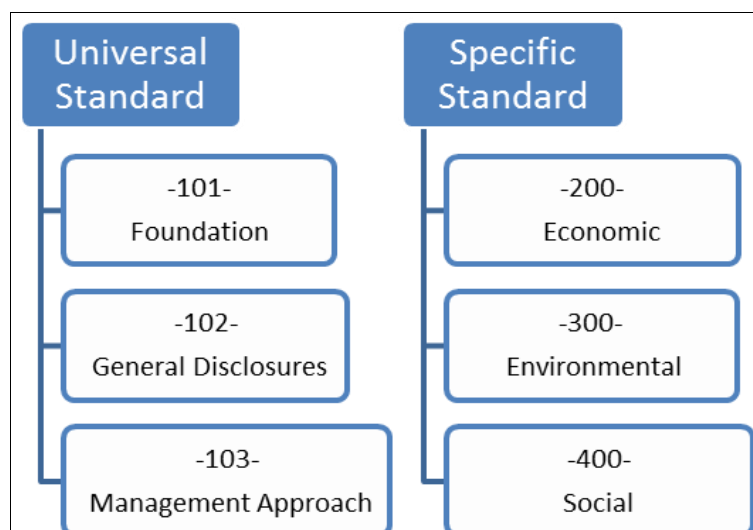 Universal
Standard
-101-
Foundation
-102-
General Disclosures
-103-
Management Approach
Specific
Standard
-200-
Economic
-300-
Environmental
-400-
Social